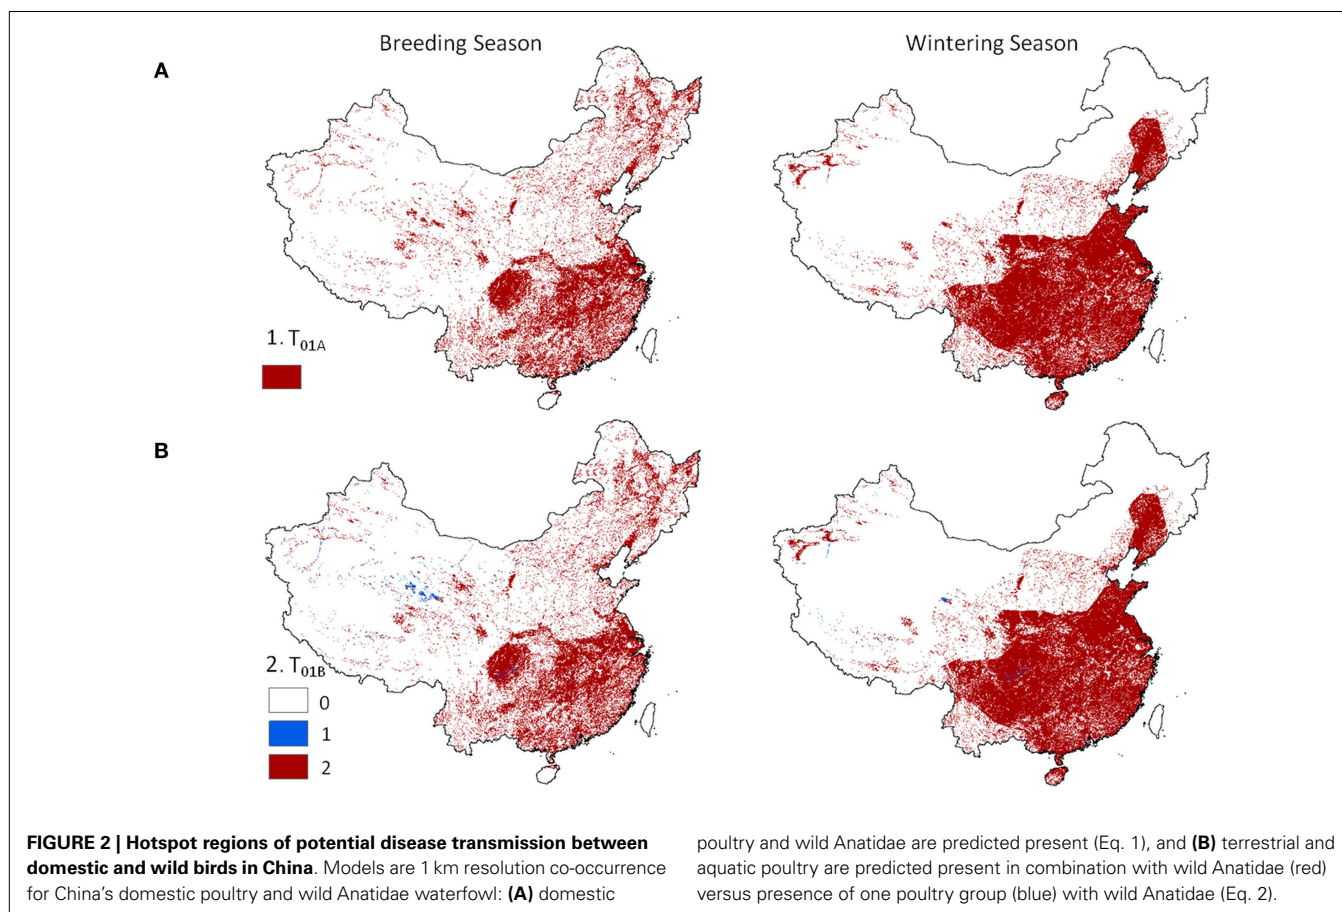 Breeding Season
Wintering Season
A
1. T01A
B
2. T01B
0
1
2
FIGURE 2 | Hotspot regions of potential disease transmission between
domestic and wild birds in China. Models are 1 km resolution co-occurrence
for China's domestic poultry and wild Anatidae waterfowl: (A) domestic
poultry and wild Anatidae are predicted present (Eq. 1), and (B) terrestrial and
aquatic poultry are predicted present in combination with wild Anatidae (red)
versus presence of one poultry group (blue) with wild Anatidae (Eq. 2).